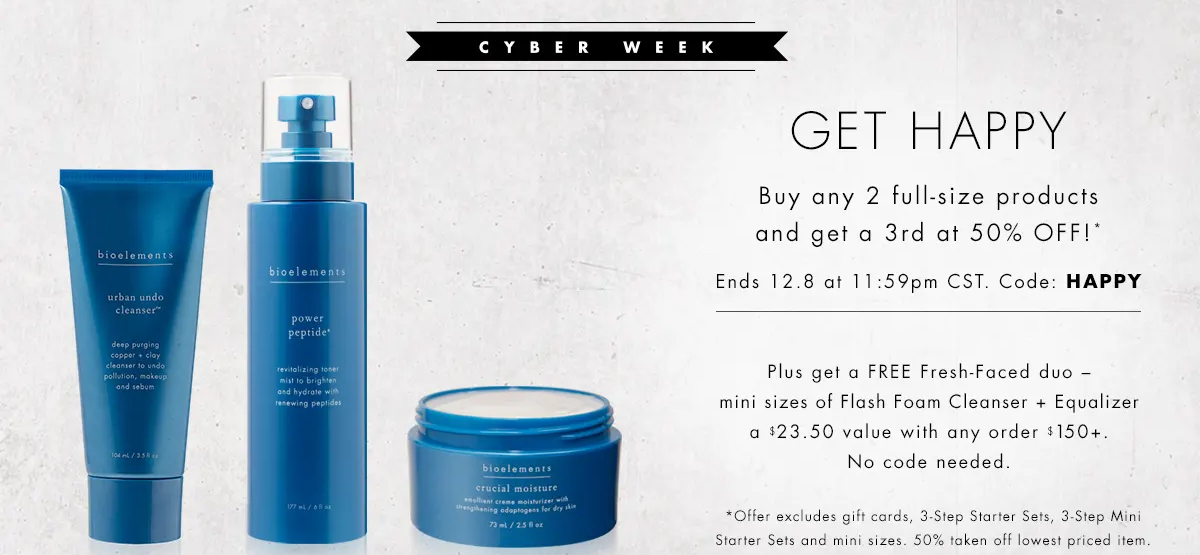 CYBER WEEK
GET HAPPY
Buy any 2 full-size products
and get a 3rd at 50% OFF!*
Ends 12.8 at 11:59pm CST. Code: HAPPY
Plus get a FREE Fresh-Faced duo –
mini sizes of Flash Foam Cleanser + Equalizer
a $23.50 value with any order $150+.
No code needed.
*Offer excludes gift cards, 3-Step Starter Sets, 3-Step Mini
Starter Sets and mini sizes. 50% taken off lowest priced item.
bioelements
urban undo
cleanser™
deep purging
copper + clay
cleanser to undo
pollution, makeup
and sebum
104 mL / 3.5 fl oz
bioelements
power
peptide®
revitalizing toner
mist to brighten
and hydrate with
renewing peptides
177 mL / 6 fl oz
bioelements
crucial moisture
emollient creme moisturizer with
strengthening adaptogens for dry skin
73 mL / 2.5 fl oz